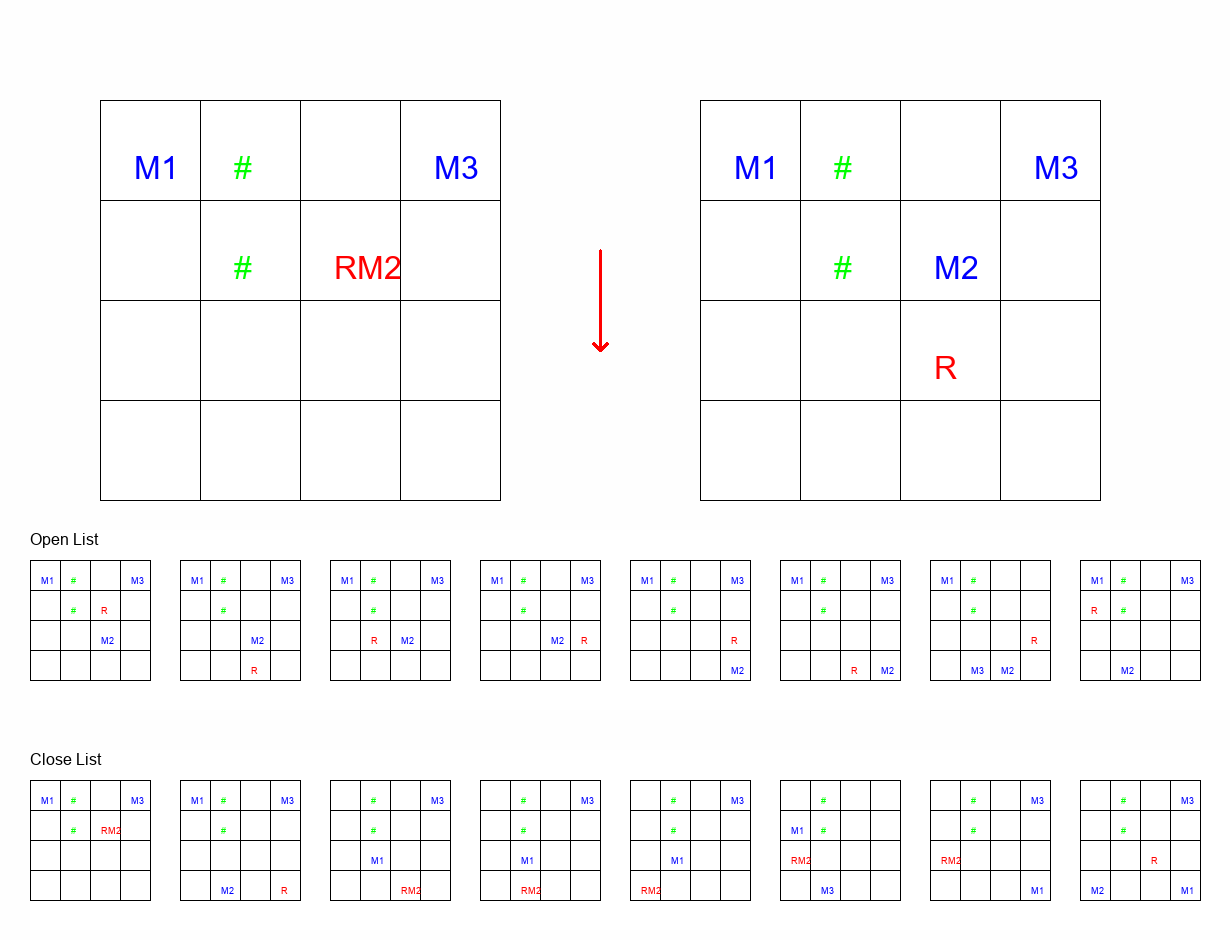 M1 # M3 M1 # M3
# RM2 # M2
R
Open List
M1 # M3 M1 # M3 M1 # M3 M1 # M3 M1 # M3 M1 # M3 M1 # M1 # M3
# R # # # # # # R #
M2 M2 R M2 M2 R R R
R M2 R M2 M3 M2 M2
Close List
M1 # M3 M1 # M3 # M3 # M3 # M3 # # M3 # M3
# RM2 # # # # M1 # # #
M1 M1 M1 RM2 RM2 R
M2 R RM2 RM2 RM2 M3 M1 M2 M1